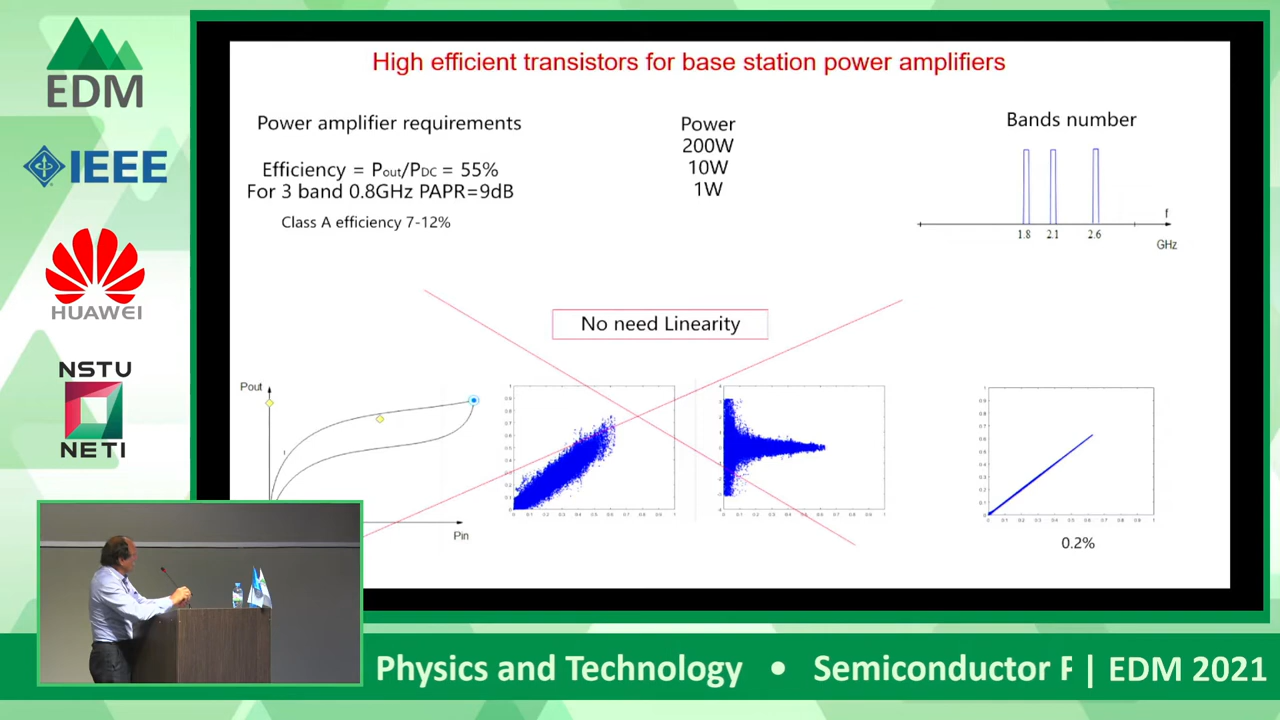 EDM
IEEE
HUAWEI
NSTU
NETI
High efficient transistors for base station power amplifiers
Power amplifier requirements
Efficiency = Pout/PDC = 55%
For 3 band 0.8GHz PAPR=9dB
Class A efficiency 7-12%
Power
200W
10W
1W
Bands number
f
1.8 2.1 2.6
GHz
No need Linearity
Pout
Pin
0.2%
Physics and Technology • Semiconductor F | EDM 2021